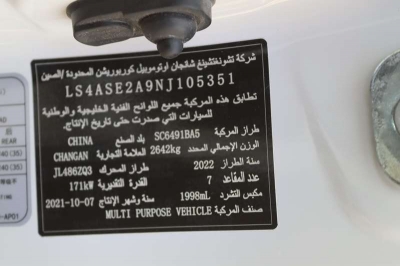 شركة تشونغتشينغ شانجان اوتوموبيل كوربوريشن المحدودة/الصين
LS4ASE2A9NJ105351
تطابق هذه المركبة جميع اللوائح الفنية الخليجية والوطنية
للسيارات التي صدرت حتى تاريخ الإنتاج.
طراز المركبة SC6491BA5 بلد الصنع CHINA
الوزن الإجمالي المحدد 2642kg العلامة التجارية CHANGAN
سنة الطراز 2022 طراز المحرك JL486ZQ3
عدد المقاعد 7 القدرة التقديرية 171kW
مكبس التشرد 1998mL سنة وشهر الإنتاج 2021-10-07
صنف المركبة MULTI PURPOSE VEHICLE
REAR
-AP01